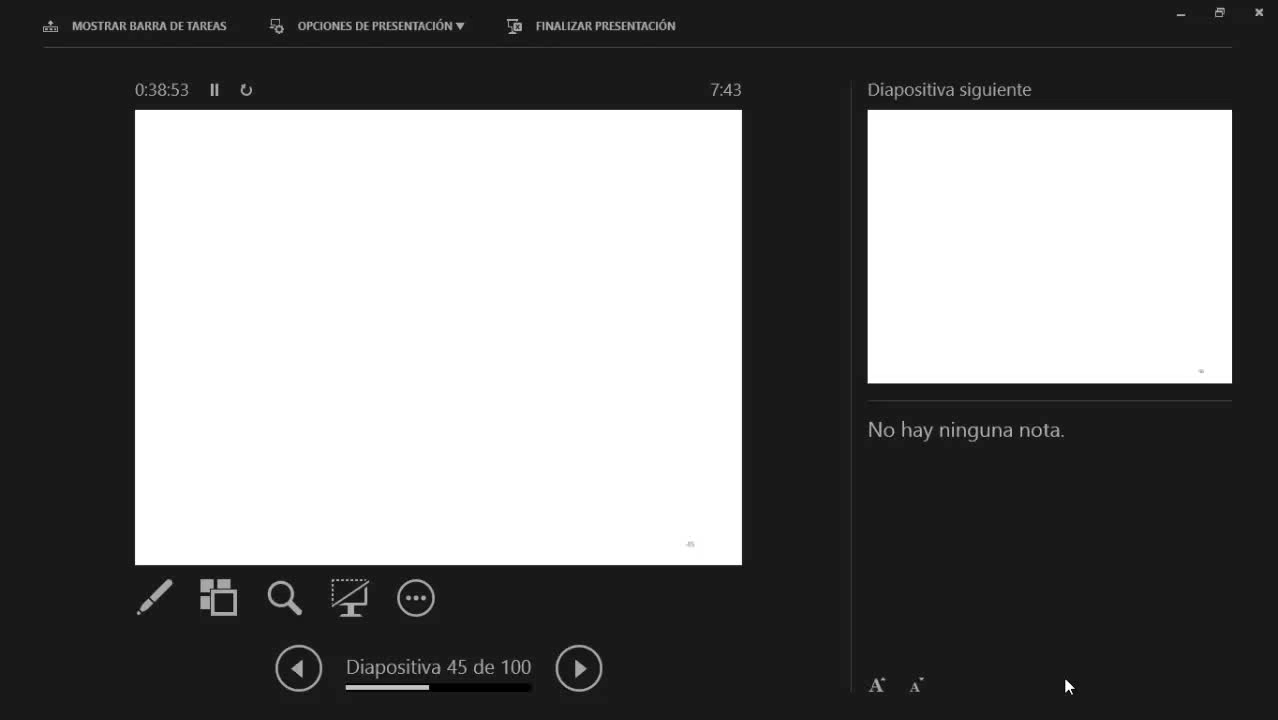 MOSTRAR BARRA DE TAREAS
OPCIONES DE PRESENTACIÓN
FINALIZAR PRESENTACIÓN
0:38:53
7:43
Diapositiva siguiente
No hay ninguna nota.
Diapositiva 45 de 100
A A